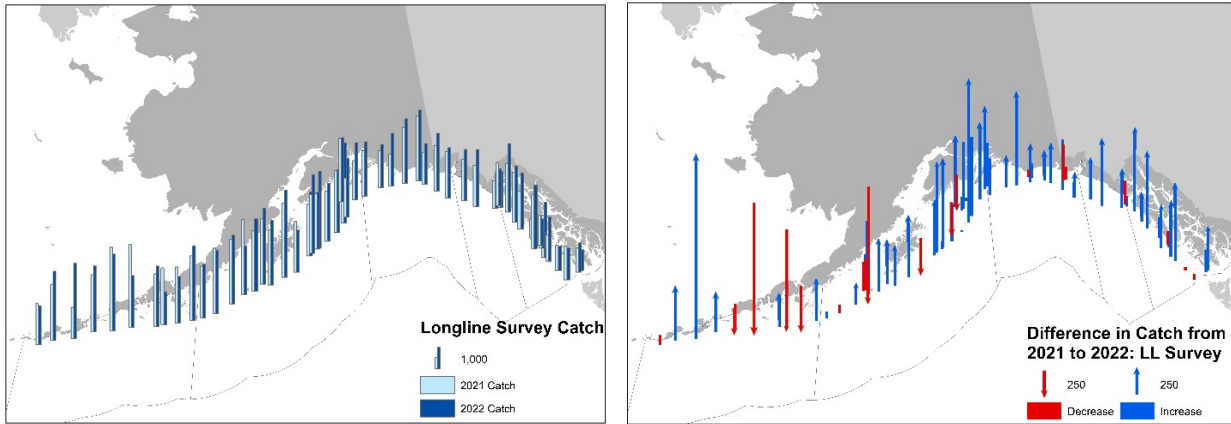 Longline Survey Catch
1,000
2021 Catch
2022 Catch
Difference in Catch from
2021 to 2022: LL Survey
250 250
Decrease Increase